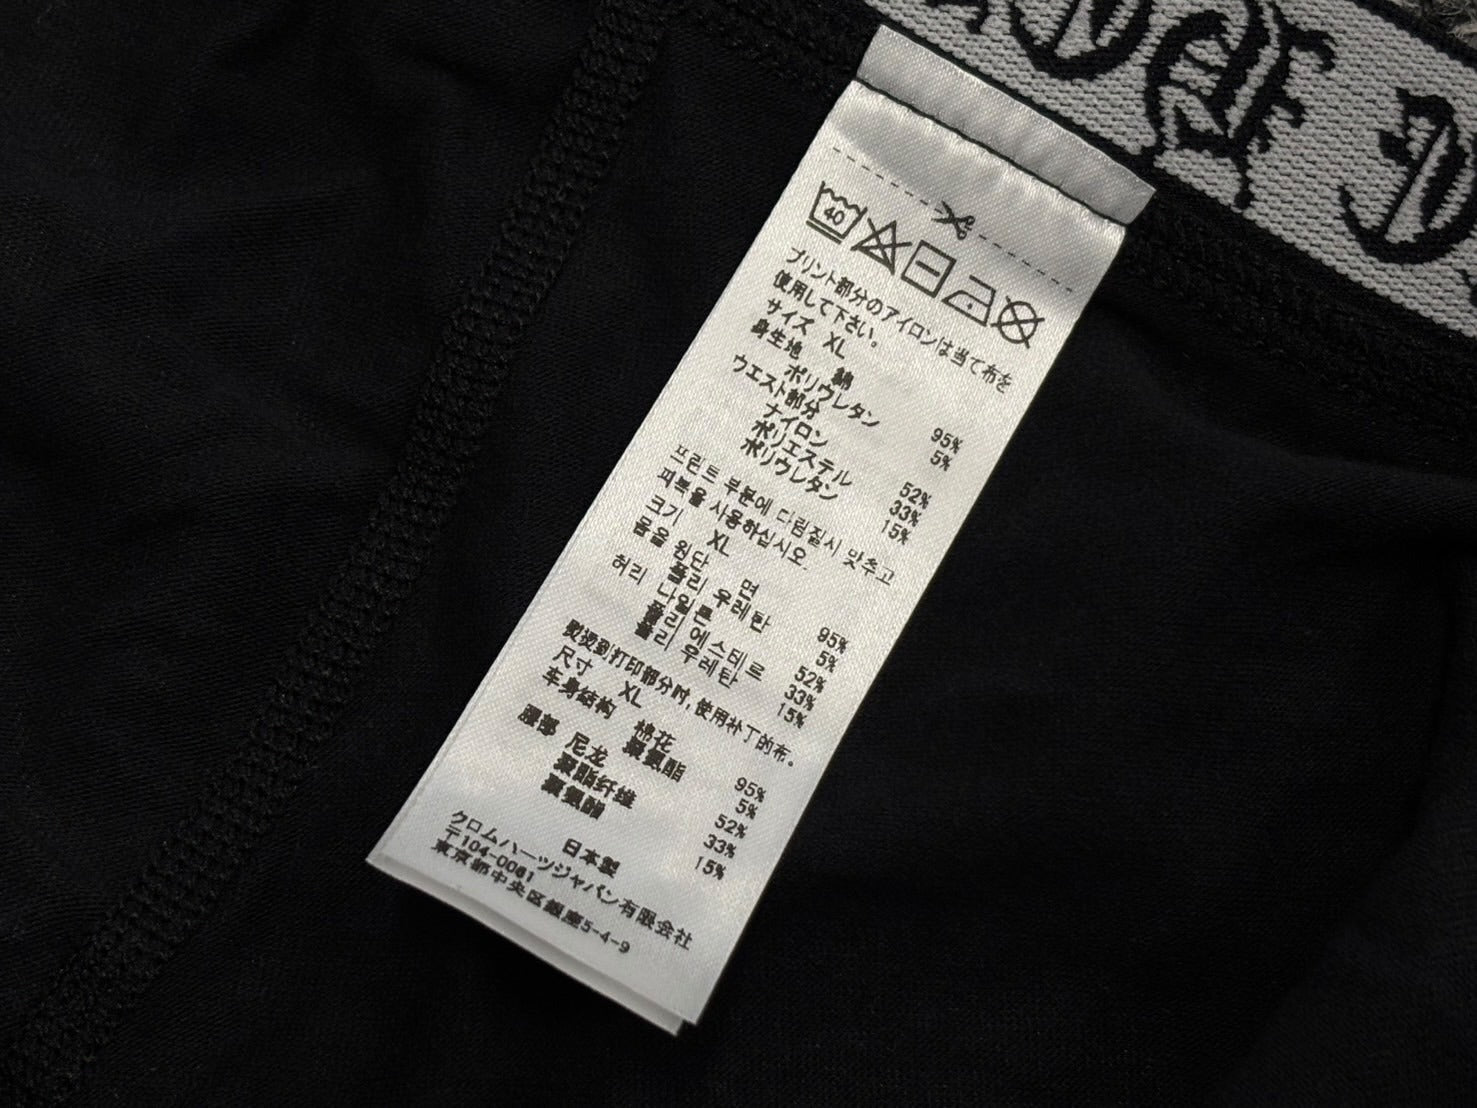 40
プリント部分のアイロンは当て布を
使用して下さい。
サイズ XL
身生地 綿 95%
ポリウレタン 5%
ウエスト部分
ナイロン 52%
ポリエステル 33%
ポリウレタン 15%
프린트 부분에 다림질시 맞추고
피복을 사용하십시오.
크기 XL
몸을 원단 면 95%
폴리 우레탄 5%
허리 나일론 52%
폴리 에스테르 33%
폴리 우레탄 15%
熨烫到打印部分时,使用补丁的布。
尺寸 XL
车身结构 棉花 95%
聚氨酯 5%
腰部 尼龙 52%
聚酯纤维 33%
聚氨酯 15%
日本製
クロムハーツジャパン有限会社
〒104-0061
東京都中央区銀座5-4-9